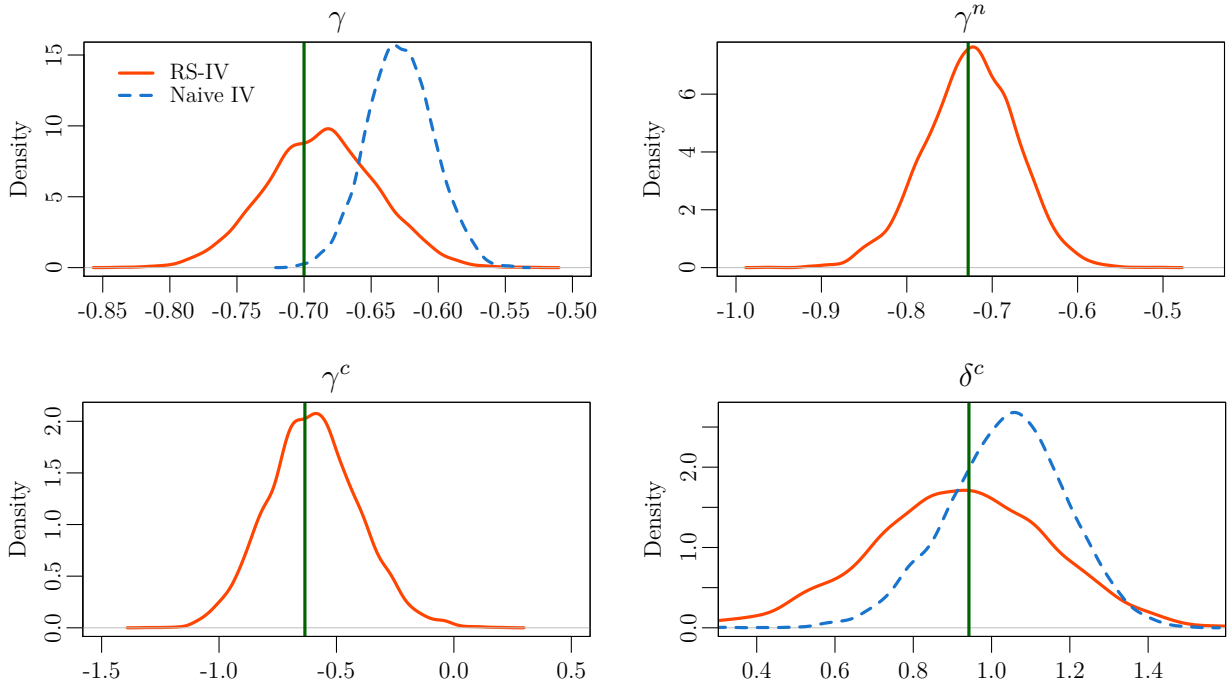 γ
Density
15
10
5
0
RS-IV
Naive IV
-0.85 -0.80 -0.75 -0.70 -0.65 -0.60 -0.55 -0.50
γⁿ
Density
6
4
2
0
-1.0 -0.9 -0.8 -0.7 -0.6 -0.5
γᶜ
Density
2.0
1.5
1.0
0.5
0.0
-1.5 -1.0 -0.5 0.0 0.5
δᶜ
Density
2.0
1.0
0.0
0.4 0.6 0.8 1.0 1.2 1.4